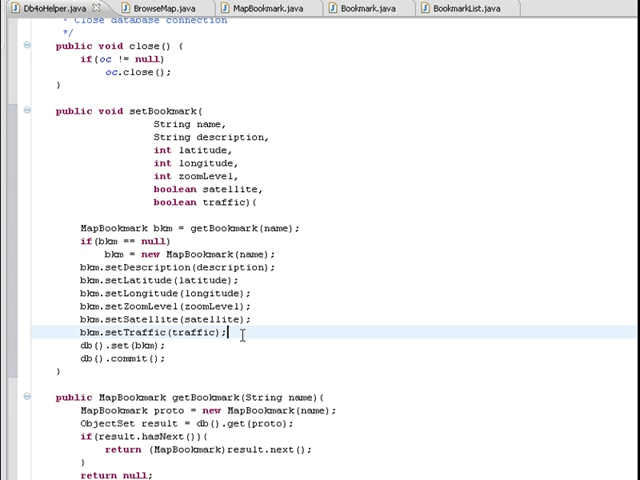 Db4oHelper.java BrowseMap.java MapBookmark.java Bookmark.java BookmarkList.java
* Close database connection
*/
public void close() {
if(oc != null)
oc.close();
}
public void setBookmark(
String name,
String description,
int latitude,
int longitude,
int zoomLevel,
boolean satellite,
boolean traffic){
MapBookmark bkm = getBookmark(name);
if(bkm == null)
bkm = new MapBookmark(name);
bkm.setDescription(description);
bkm.setLatitude(latitude);
bkm.setLongitude(longitude);
bkm.setZoomLevel(zoomLevel);
bkm.setSatellite(satellite);
bkm.setTraffic(traffic);
db().set(bkm);
db().commit();
}
public MapBookmark getBookmark(String name){
MapBookmark proto = new MapBookmark(name);
ObjectSet result = db().get(proto);
if(result.hasNext()){
return (MapBookmark)result.next();
}
return null;